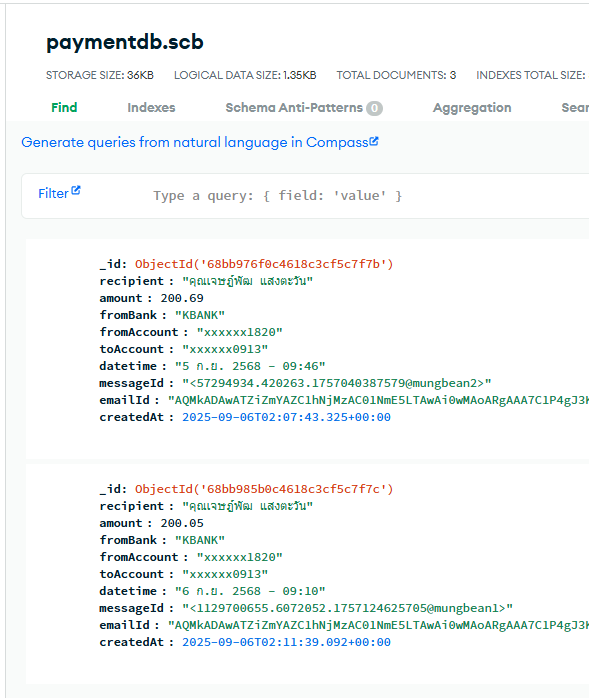 paymentdb.scb
STORAGE SIZE: 36KB LOGICAL DATA SIZE: 1.35KB TOTAL DOCUMENTS: 3 INDEXES TOTAL SIZE:
Find Indexes Schema Anti-Patterns 0 Aggregation Sear
Generate queries from natural language in Compass
Filter Type a query: { field: 'value' }
_id: ObjectId('68bb976f0c4618c3cf5c7f7b')
recipient : "คุณเจษฎ์พัฒ แสงตะวัน"
amount : 200.69
fromBank : "KBANK"
fromAccount : "xxxxxx1820"
toAccount : "xxxxxx0913"
datetime : "5 ก.ย. 2568 - 09:46"
messageId : "<57294934.420263.1757040387579@mungbean2>"
emailId : "AQMkADAwATZiZmYAZC1hNjMzAC01NmE5LTAwAi0wMAoARgAAA7C1P4gJ3K
createdAt : 2025-09-06T02:07:43.325+00:00
_id: ObjectId('68bb985b0c4618c3cf5c7f7c')
recipient : "คุณเจษฎ์พัฒ แสงตะวัน"
amount : 200.05
fromBank : "KBANK"
fromAccount : "xxxxxx1820"
toAccount : "xxxxxx0913"
datetime : "6 ก.ย. 2568 - 09:10"
messageId : "<1129700655.6072052.1757124625705@mungbean1>"
emailId : "AQMkADAwATZiZmYAZC1hNjMzAC01NmE5LTAwAi0wMAoARgAAA7C1P4gJ3K
createdAt : 2025-09-06T02:11:39.092+00:00